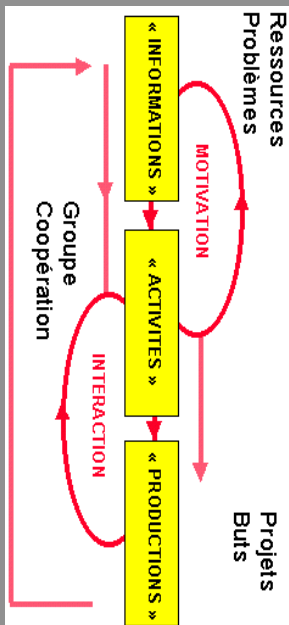 Ressources
Problèmes
Projets
Buts
MOTIVATION
« INFORMATIONS »
« ACTIVITES »
« PRODUCTIONS »
INTERACTION
Groupe
Coopération